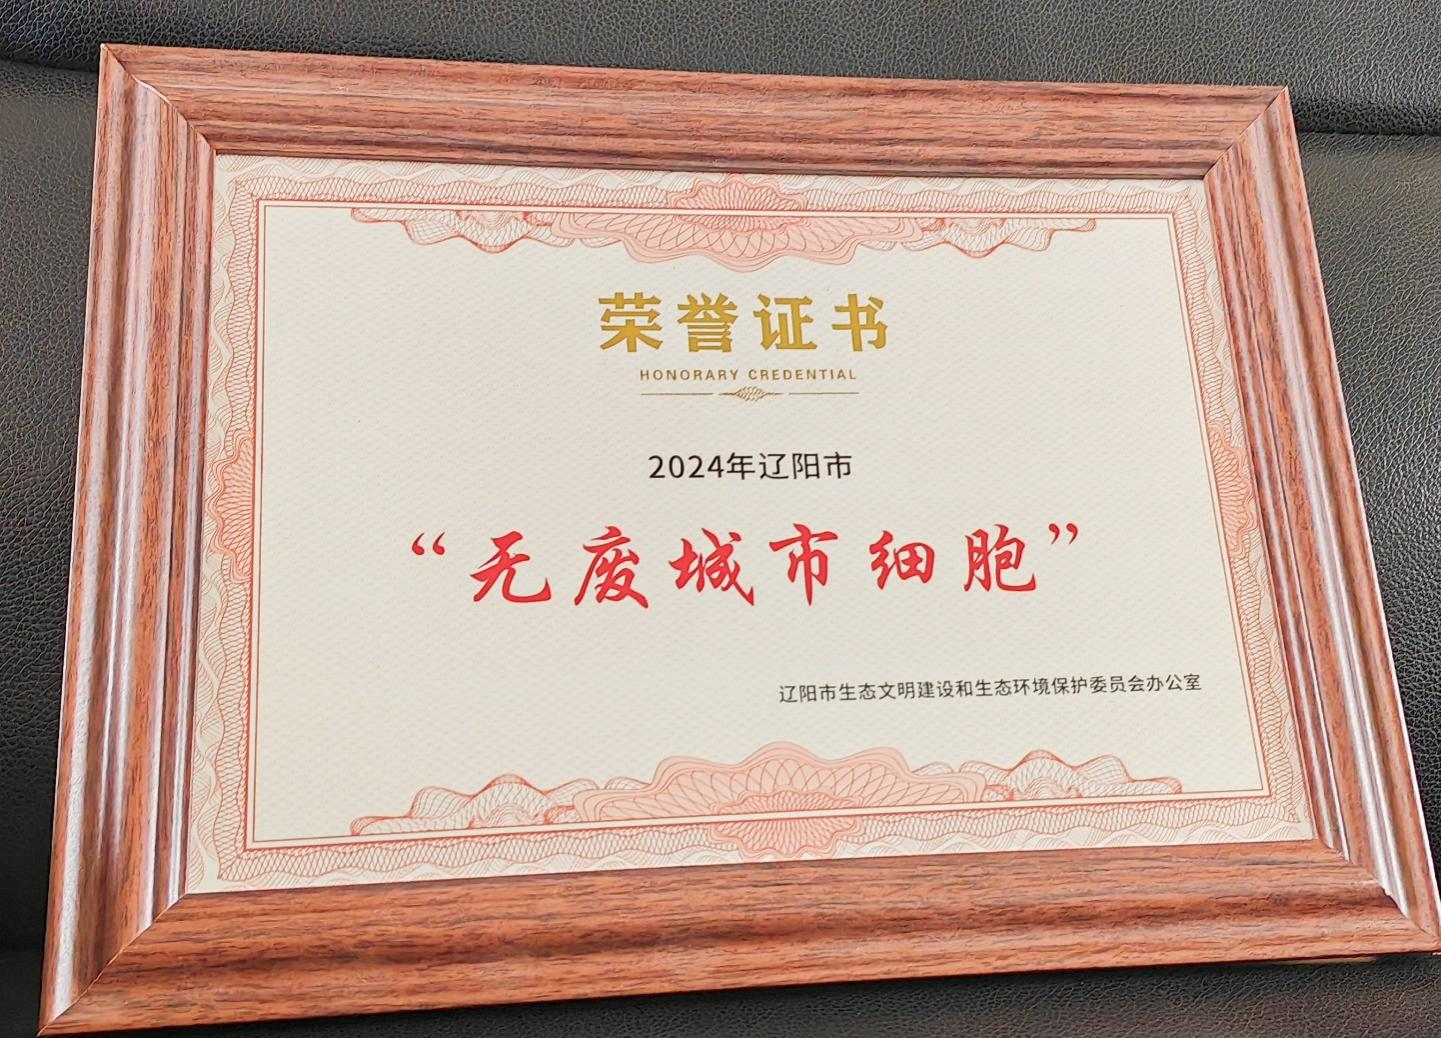 荣誉证书
HONORARY CREDENTIAL
2024年辽阳市
“无废城市细胞”
辽阳市生态文明建设和生态环境保护委员会办公室